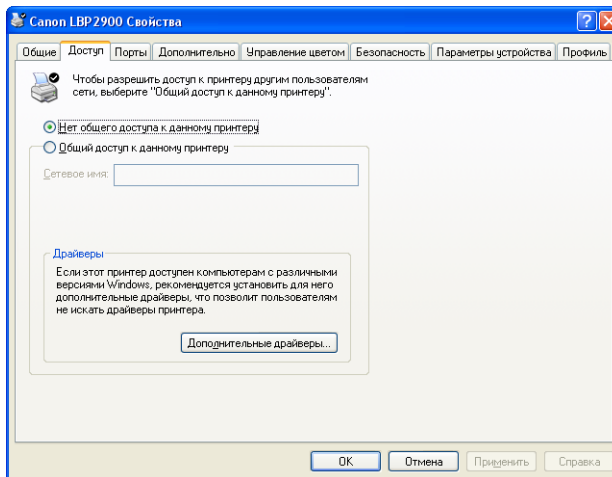 Canon LBP2900 Свойства
Общие Доступ Порты Дополнительно Управление цветом Безопасность Параметры устройства Профиль
Чтобы разрешить доступ к принтеру другим пользователям
сети, выберите "Общий доступ к данному принтеру".
Нет общего доступа к данному принтеру
Общий доступ к данному принтеру
Сетевое имя:
Драйверы
Если этот принтер доступен компьютерам с различными
версиями Windows, рекомендуется установить для него
дополнительные драйверы, что позволит пользователям
не искать драйверы принтера.
Дополнительные драйверы...
OK Отмена Применить Справка